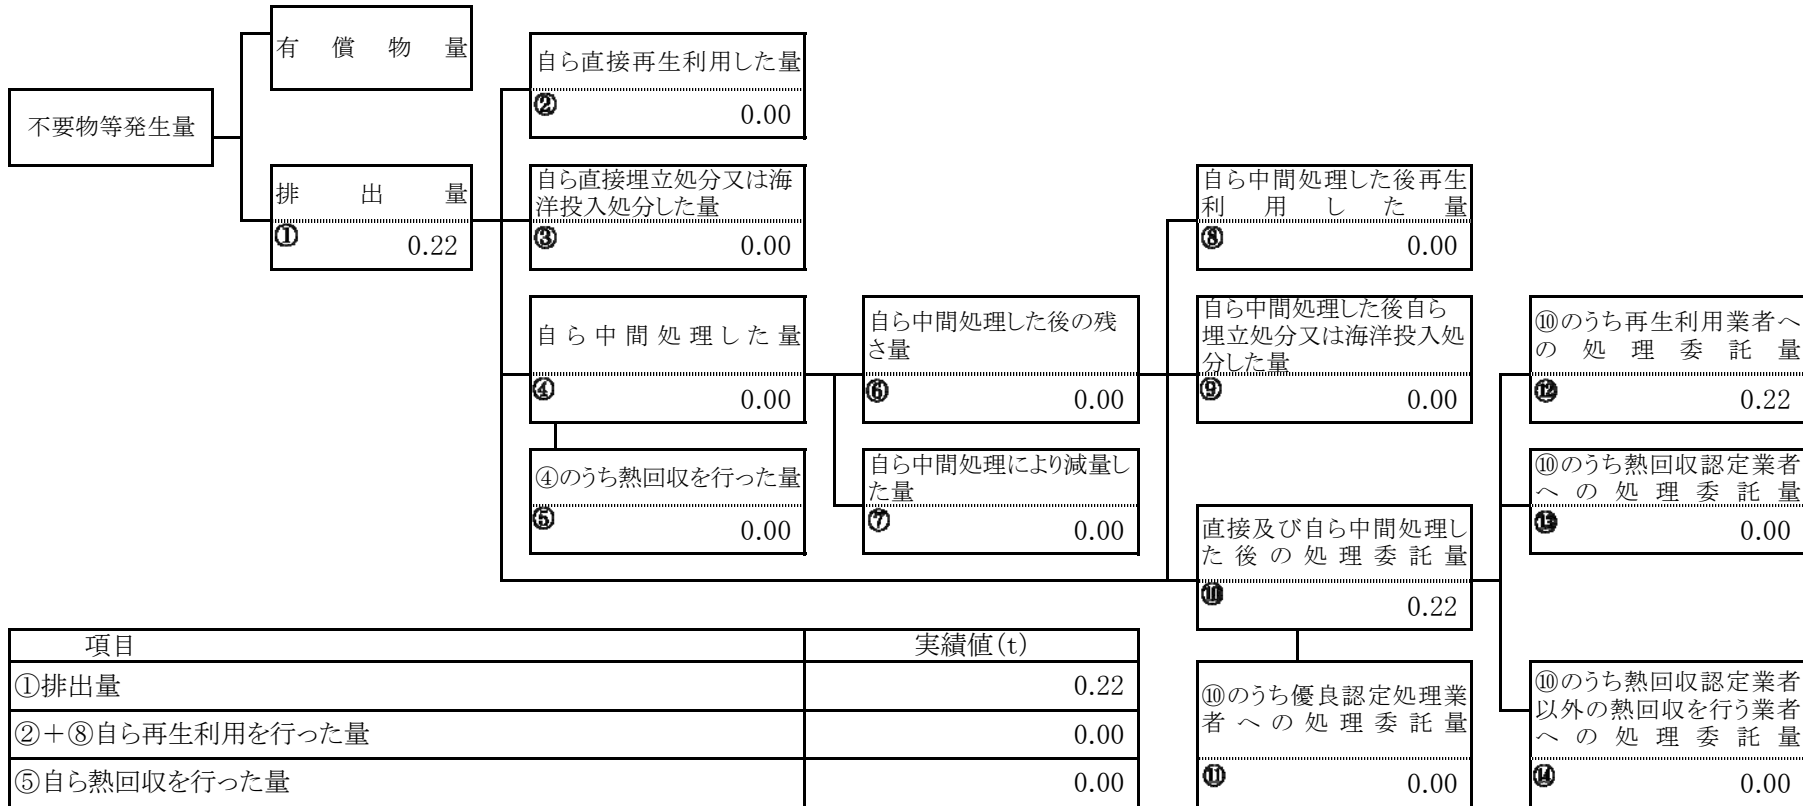 有償物量
不要物等発生量
排出量
① 0.22
自ら直接再生利用した量
② 0.00
自ら直接埋立処分又は海
洋投入処分した量
③ 0.00
自ら中間処理した量
④ 0.00
④のうち熱回収を行った量
⑤ 0.00
自ら中間処理した後の残
さ量
⑥ 0.00
自ら中間処理により減量し
た量
⑦ 0.00
自ら中間処理した後再生
利用した量
⑧ 0.00
自ら中間処理した後自ら
埋立処分又は海洋投入処
分した量
⑨ 0.00
直接及び自ら中間処理し
た後の処理委託量
⑩ 0.22
⑩のうち優良認定処理業
者への処理委託量
⑪ 0.00
⑩のうち再生利用業者へ
の処理委託量
⑫ 0.22
⑩のうち熱回収認定業者
への処理委託量
⑬ 0.00
⑩のうち熱回収認定業者
以外の熱回収を行う業者
への処理委託量
⑭ 0.00
項目 実績値(t)
①排出量 0.22
②+⑧自ら再生利用を行った量 0.00
⑤自ら熱回収を行った量 0.00